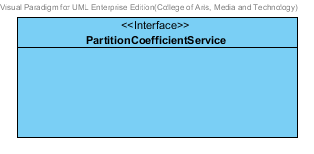 Visual Paradigm for UML Enterprise Edition(College of Arts, Media and Technology)
<<Interface>>
PartitionCoefficientService